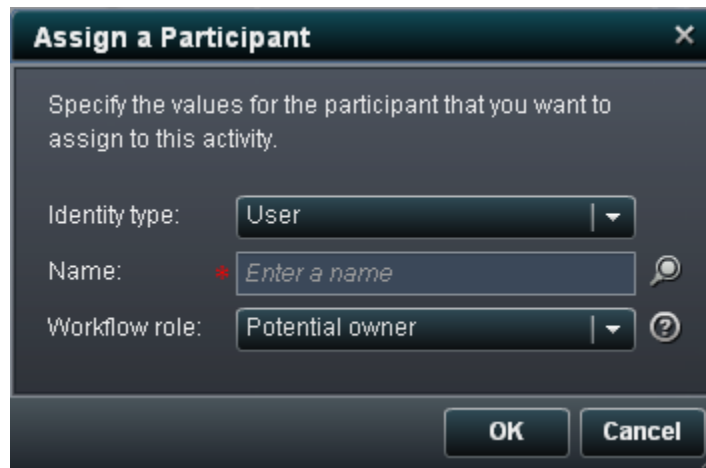 Assign a Participant
Specify the values for the participant that you want to
assign to this activity.
Identity type: User
Name: * Enter a name
Workflow role: Potential owner
OK Cancel